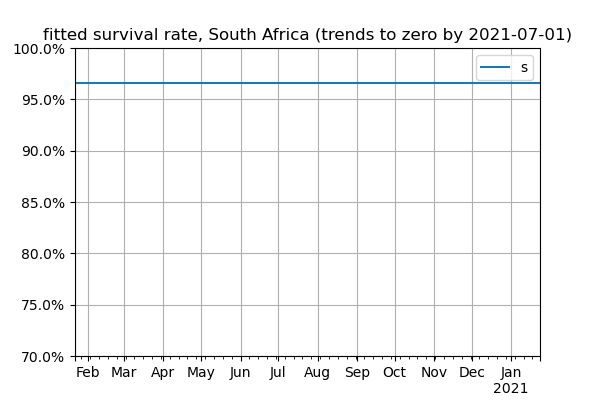 fitted survival rate, South Africa (trends to zero by 2021-07-01)
100.0%
s
95.0%
90.0%
85.0%
80.0%
75.0%
70.0%
Feb Mar Apr May Jun Jul Aug Sep Oct Nov Dec Jan
2021